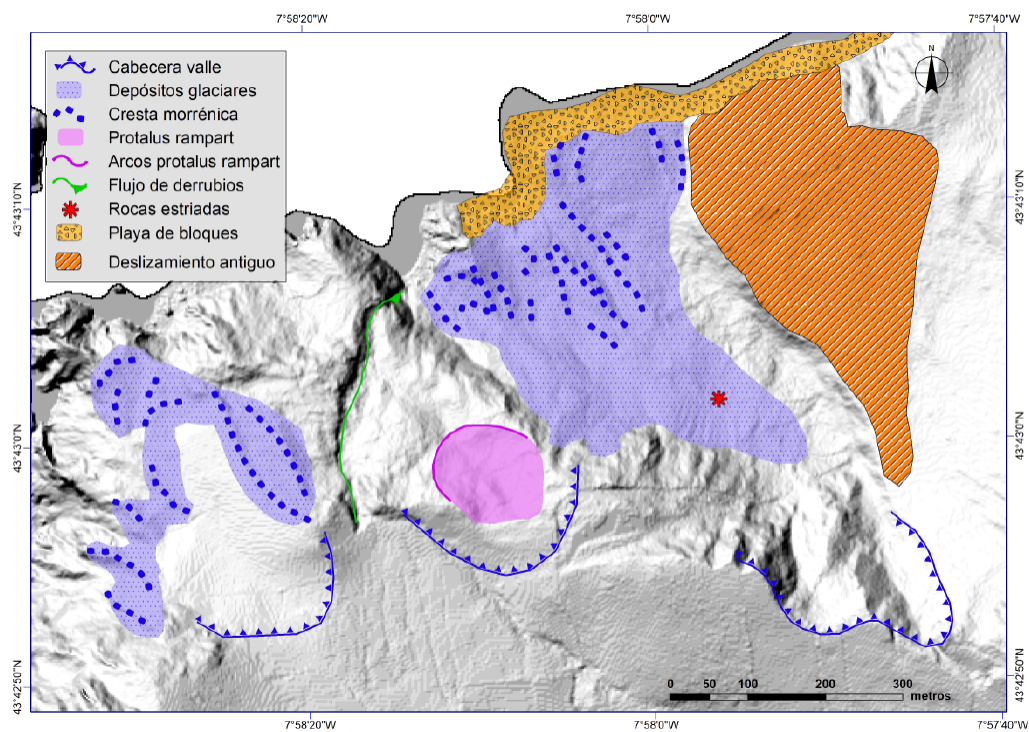 7°58'20"W
7°58'0"W
7°57'40"W
N
Cabecera valle
Depósitos glaciares
Cresta morrénica
Protalus rampart
Arcos protalus rampart
Flujo de derrubios
Rocas estriadas
Playa de bloques
Deslizamiento antiguo
43°43'10"N
43°43'10"N
43°43'0"N
43°43'0"N
43°42'50"N
43°42'50"N
0 50 100 200 300
metros
7°58'20"W
7°58'0"W
7°57'40"W